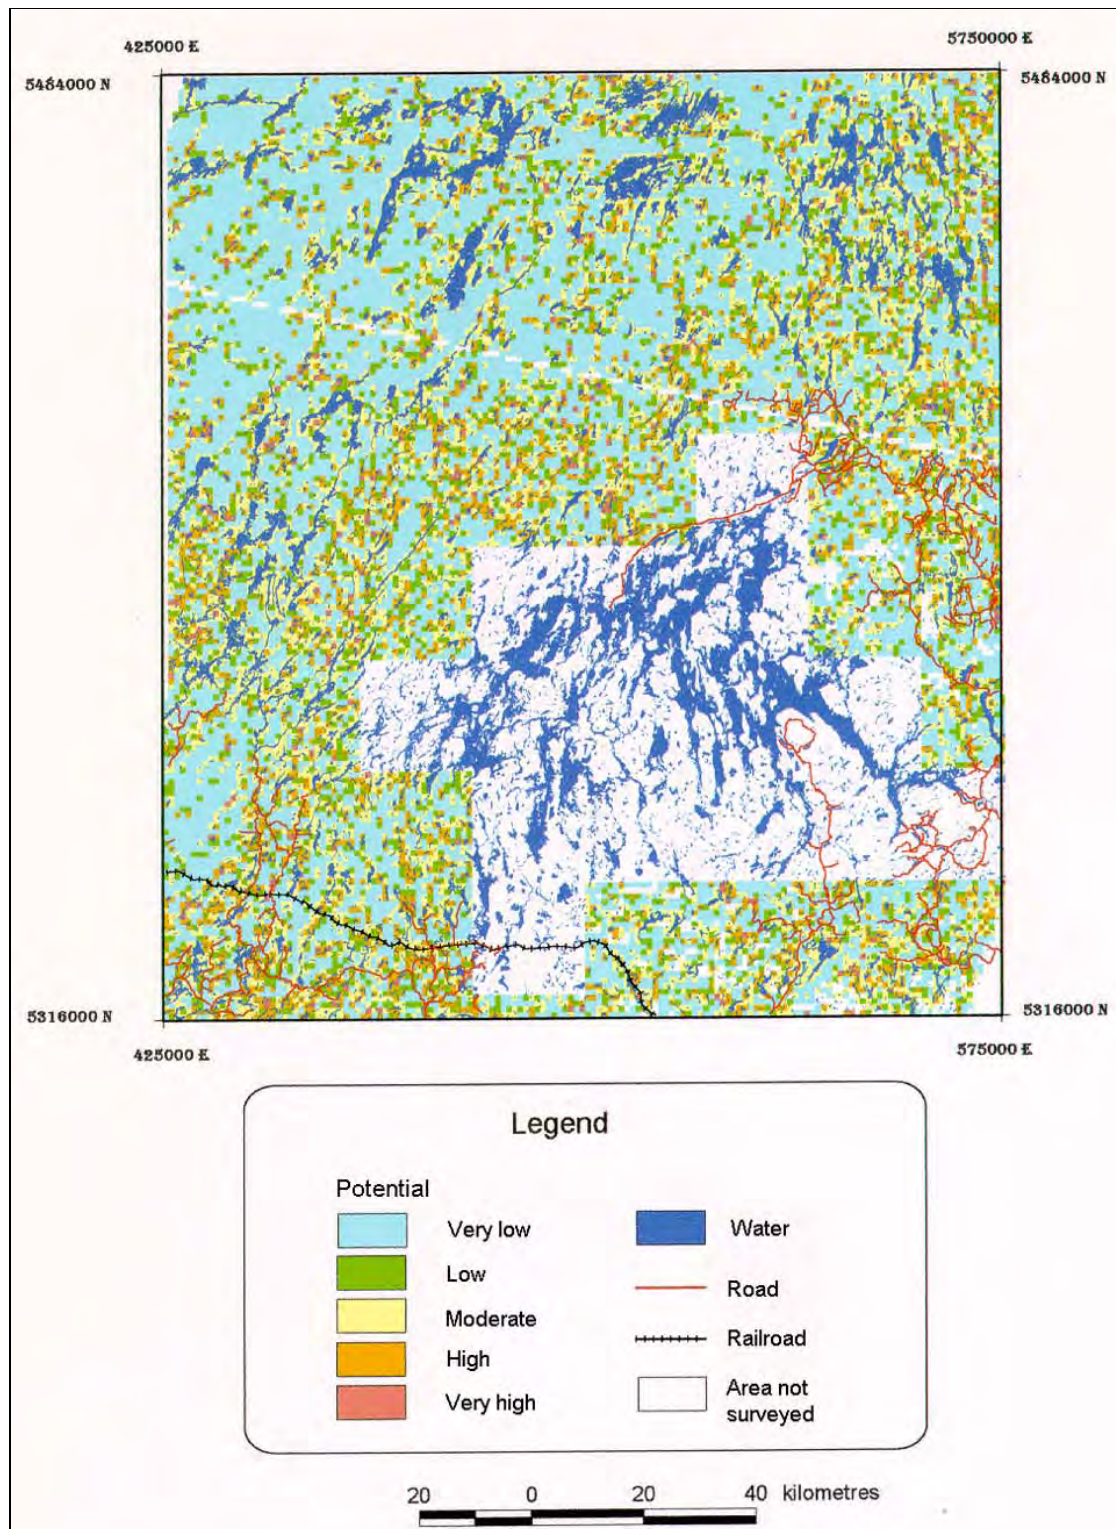 425000 E
5750000 E
5484000 N
5484000 N
5316000 N
5316000 N
425000 E
575000 E
Legend
Potential
Very low
Low
Moderate
High
Very high
Water
Road
Railroad
Area not
surveyed
20 0 20 40 kilometres